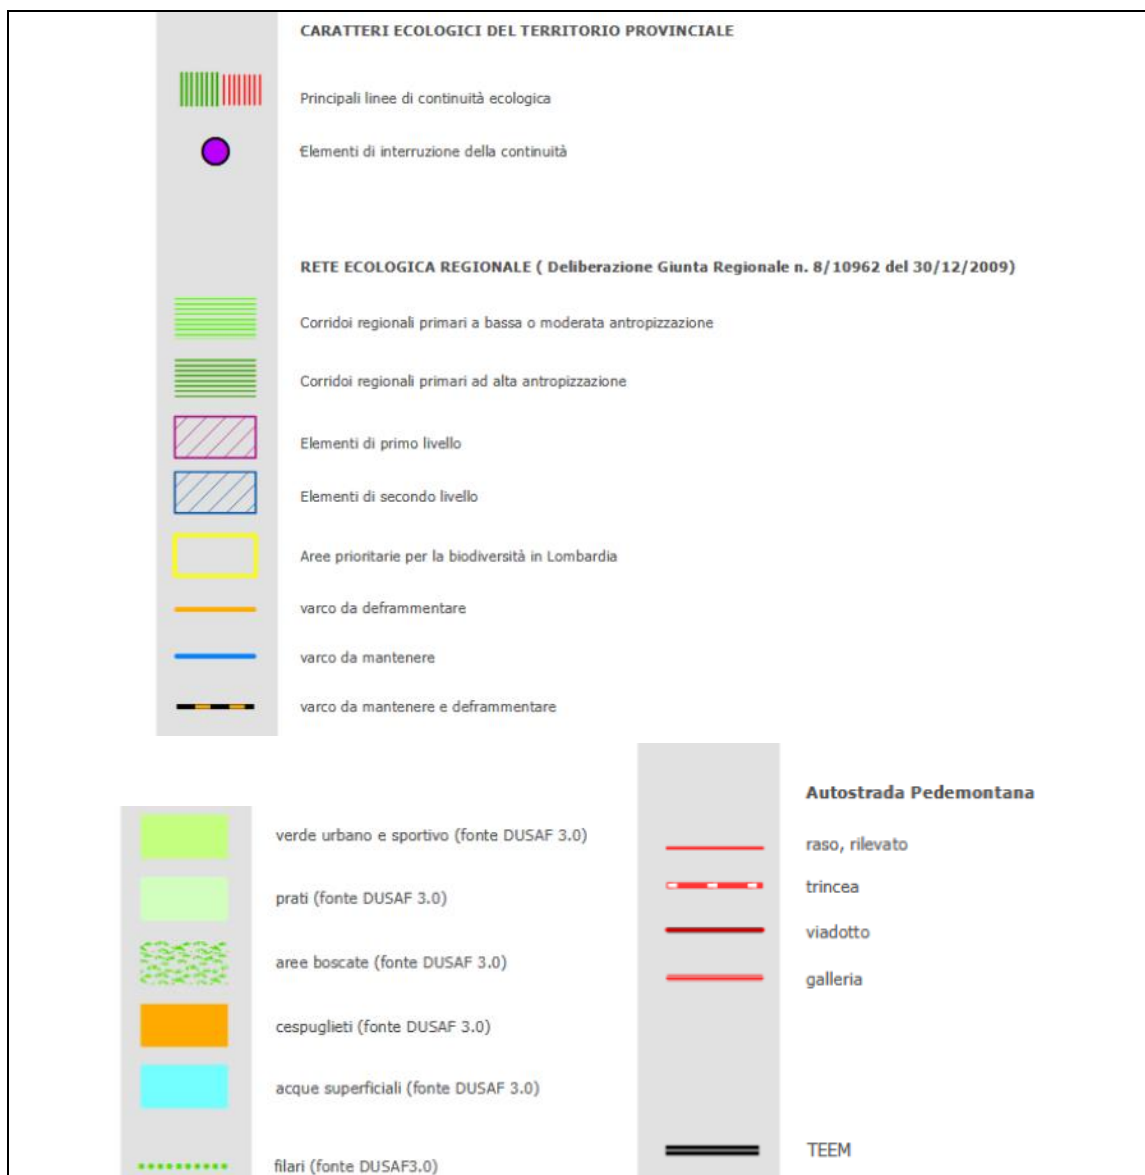 CARATTERI ECOLOGICI DEL TERRITORIO PROVINCIALE
Principali linee di continuità ecologica
Elementi di interruzione della continuità
RETE ECOLOGICA REGIONALE ( Deliberazione Giunta Regionale n. 8/10962 del 30/12/2009)
Corridoi regionali primari a bassa o moderata antropizzazione
Corridoi regionali primari ad alta antropizzazione
Elementi di primo livello
Elementi di secondo livello
Aree prioritarie per la biodiversità in Lombardia
varco da deframmentare
varco da mantenere
varco da mantenere e deframmentare
verde urbano e sportivo (fonte DUSAF 3.0)
prati (fonte DUSAF 3.0)
aree boscate (fonte DUSAF 3.0)
cespuglieti (fonte DUSAF 3.0)
acque superficiali (fonte DUSAF 3.0)
filari (fonte DUSAF3.0)
Autostrada Pedemontana
raso, rilevato
trincea
viadotto
galleria
TEEM